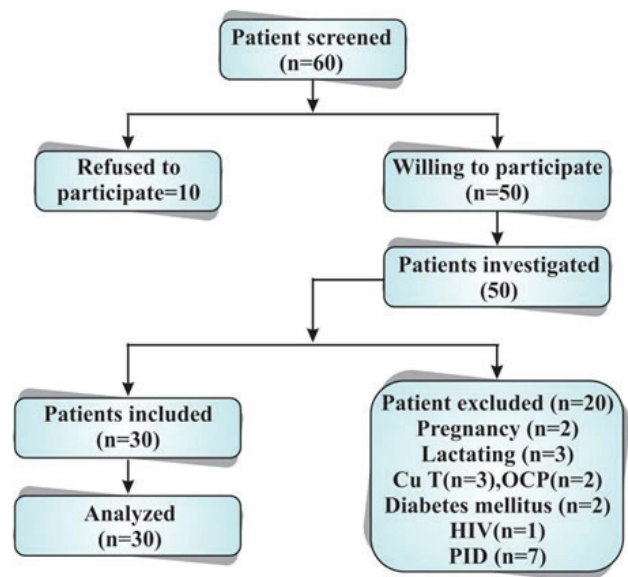 Patient screened
(n=60)
Refused to
participate=10
Willing to participate
(n=50)
Patients investigated
(50)
Patients included
(n=30)
Patient excluded (n=20)
Pregnancy (n=2)
Lactating (n=3)
Cu T(n=3),OCP(n=2)
Diabetes mellitus (n=2)
HIV(n=1)
PID (n=7)
Analyzed
(n=30)